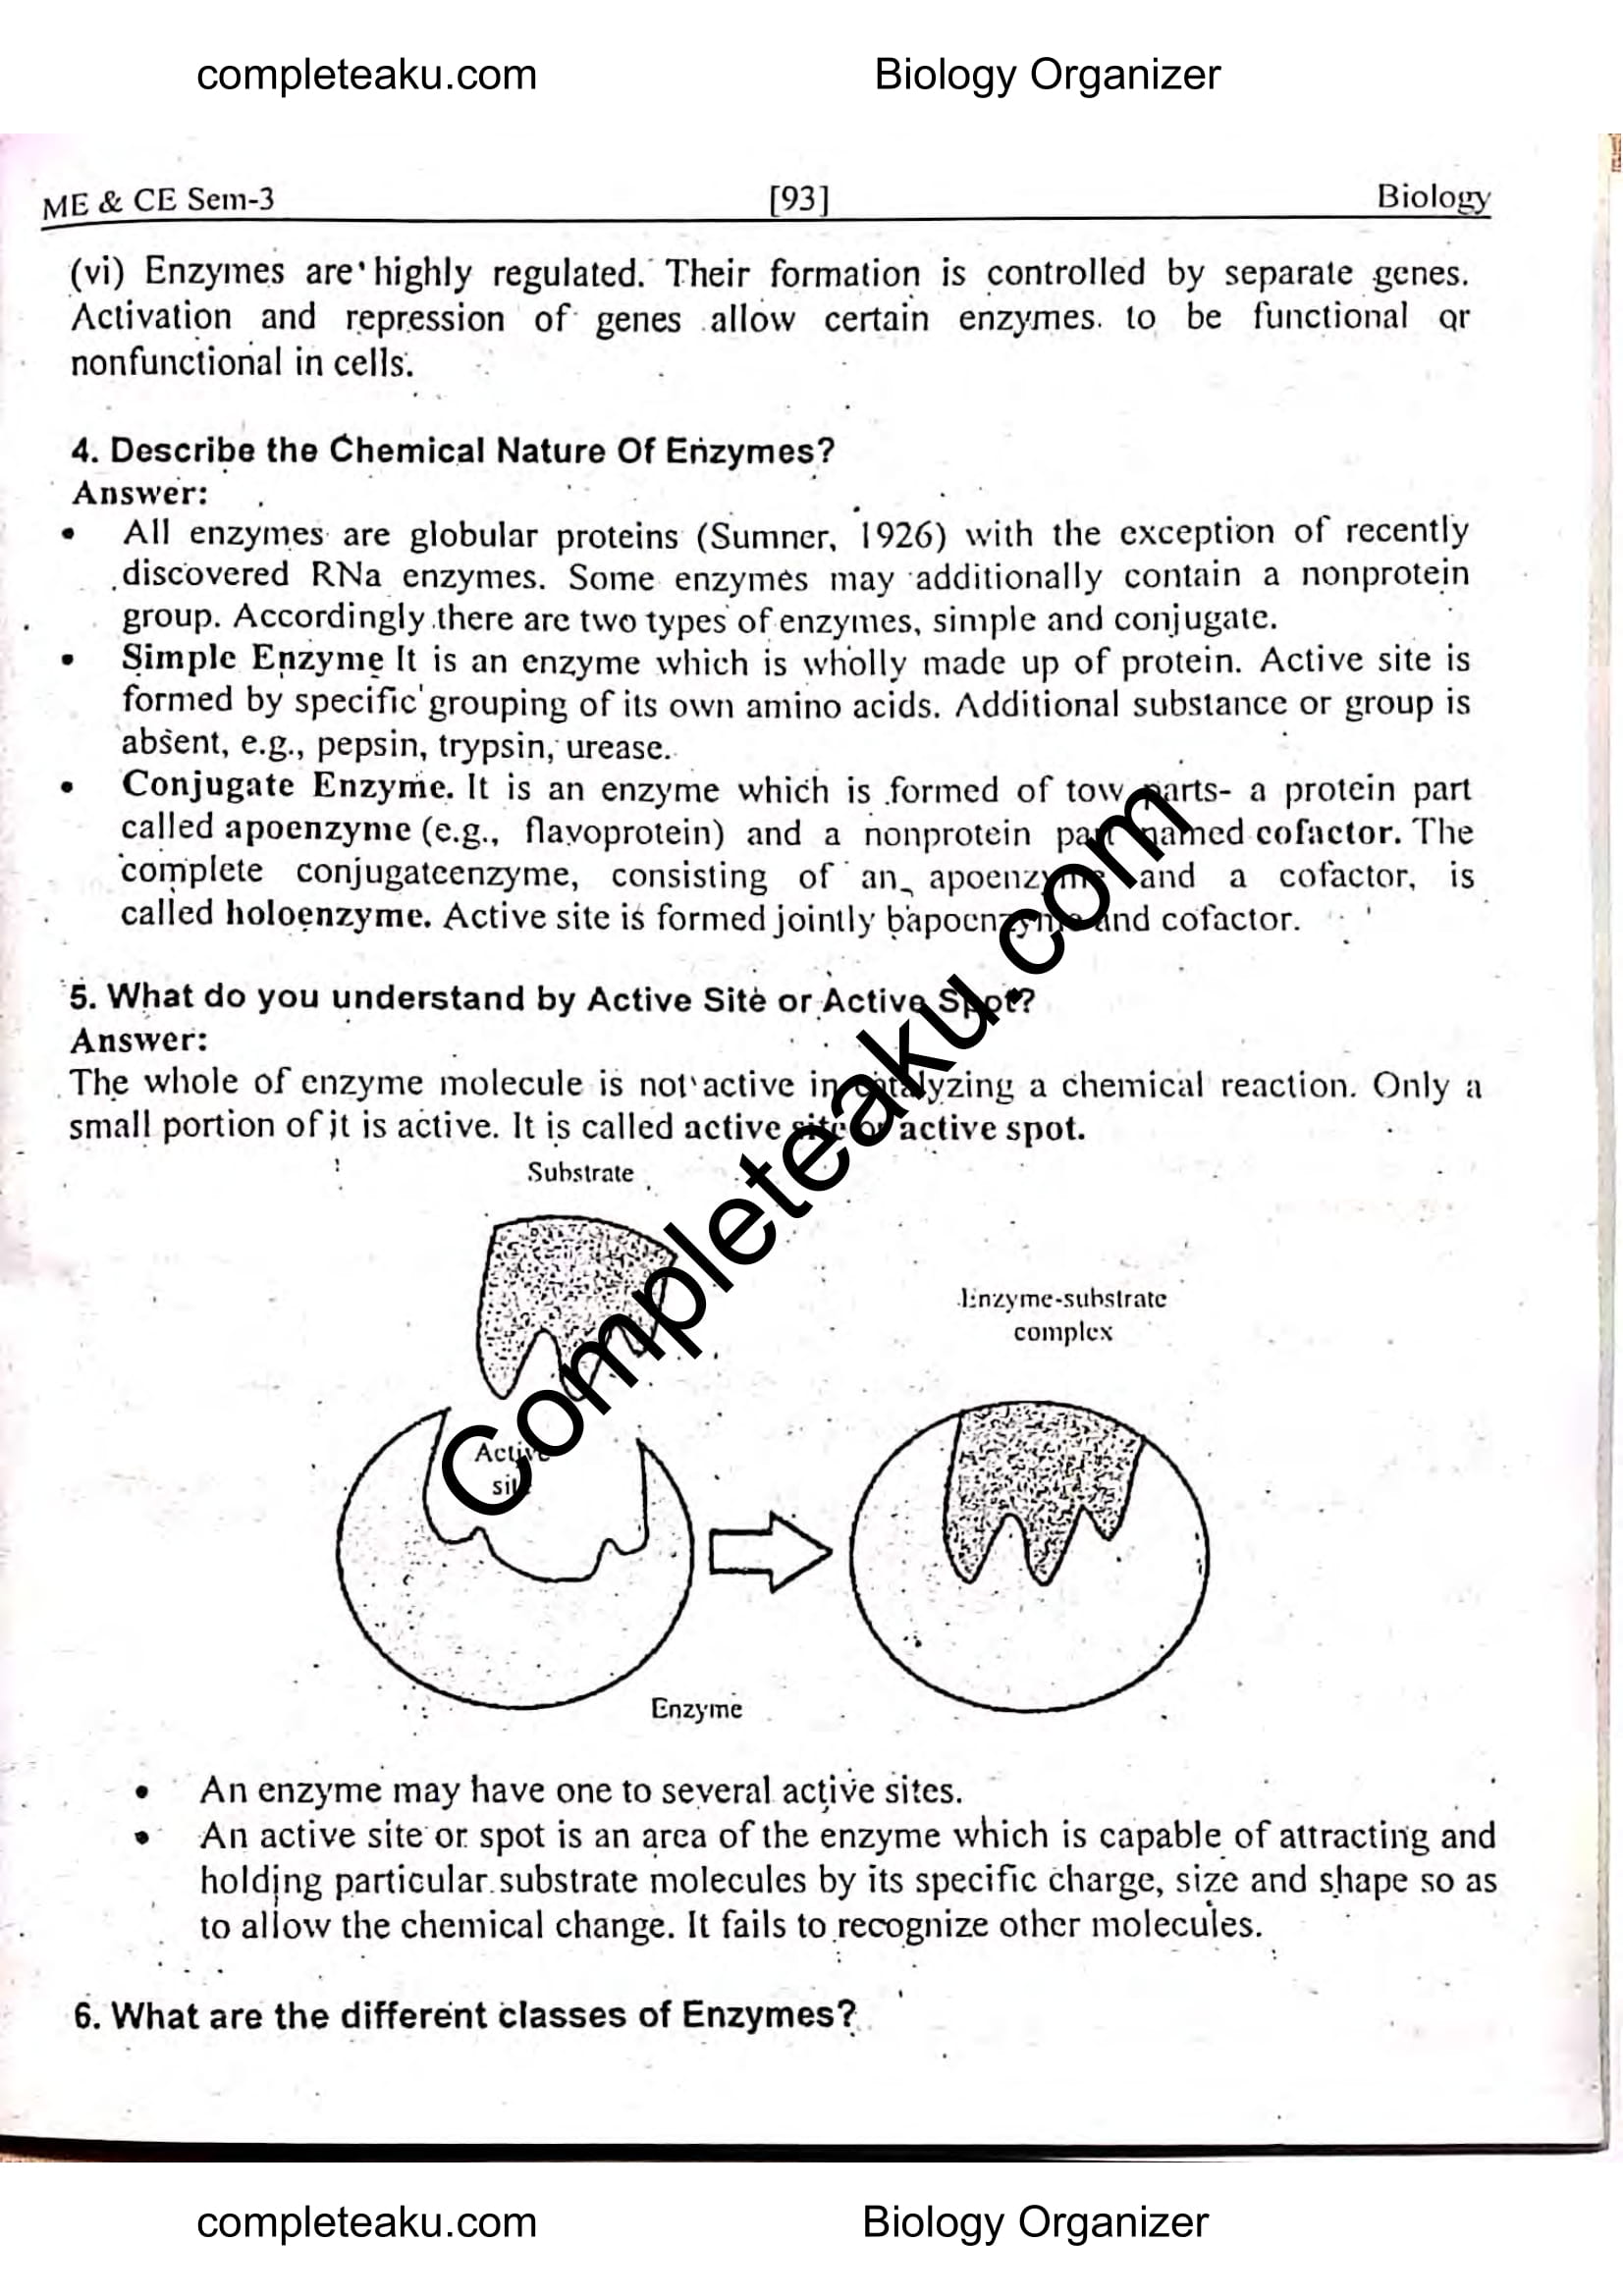 completeaku.com Biology Organizer
ME & CE Sem-3 [93] Biology
(vi) Enzymes are highly regulated. Their formation is controlled by separate genes.
Activation and repression of genes allow certain enzymes. to be functional or
nonfunctional in cells.
4. Describe the Chemical Nature Of Enzymes?
Answer:
• All enzymes are globular proteins (Sumner, 1926) with the exception of recently
discovered RNa enzymes. Some enzymes may additionally contain a nonprotein
group. Accordingly there are two types of enzymes, simple and conjugate.
• Simple Enzyme It is an enzyme which is wholly made up of protein. Active site is
formed by specific grouping of its own amino acids. Additional substance or group is
absent, e.g., pepsin, trypsin, urease.
• Conjugate Enzyme. It is an enzyme which is formed of tow parts- a protein part
called apoenzyme (e.g., flavoprotein) and a nonprotein part named cofactor. The
complete conjugateenzyme, consisting of an apoenzyme and a cofactor, is
called holoenzyme. Active site is formed jointly bapoenzyme and cofactor.
5. What do you understand by Active Site or Active Spot?
Answer:
The whole of enzyme molecule is not active in catalyzing a chemical reaction. Only a
small portion of it is active. It is called active site or active spot.
Substrate
Enzyme-substrate
complex
Active
site
Enzyme
Completeaku.com
• An enzyme may have one to several active sites.
• An active site or spot is an area of the enzyme which is capable of attracting and
holding particular substrate molecules by its specific charge, size and shape so as
to allow the chemical change. It fails to recognize other molecules.
6. What are the different classes of Enzymes?
completeaku.com Biology Organizer